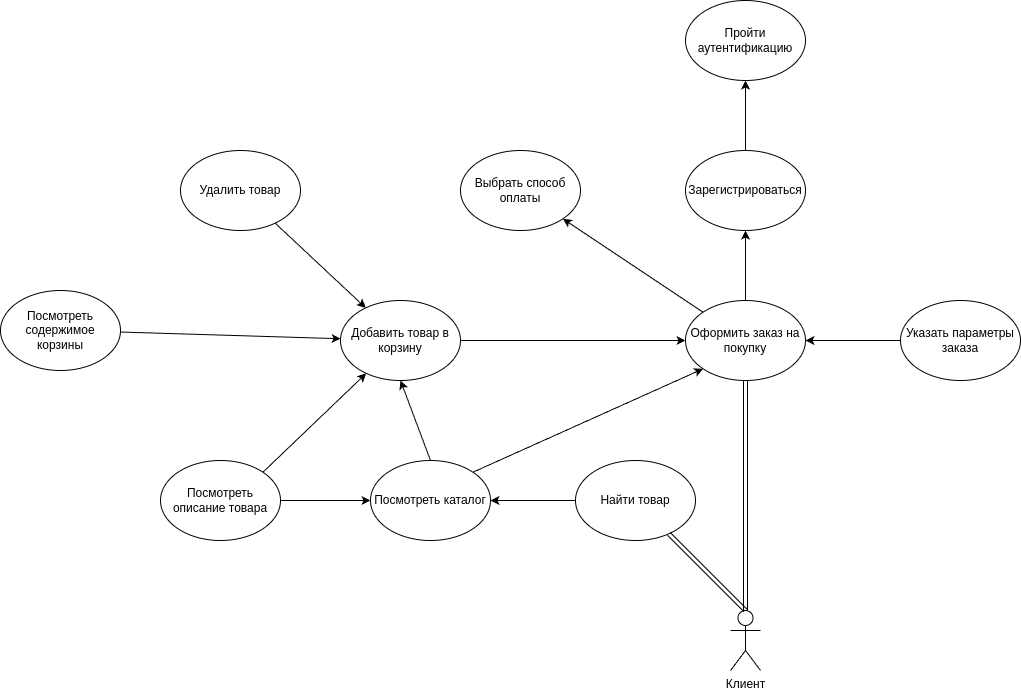 Пройти
аутентификацию
Удалить товар
Выбрать способ
оплаты
Зарегистрироваться
Посмотреть
содержимое
корзины
Добавить товар в
корзину
Оформить заказ на
покупку
Указать параметры
заказа
Посмотреть
описание товара
Посмотреть каталог
Найти товар
Клиент